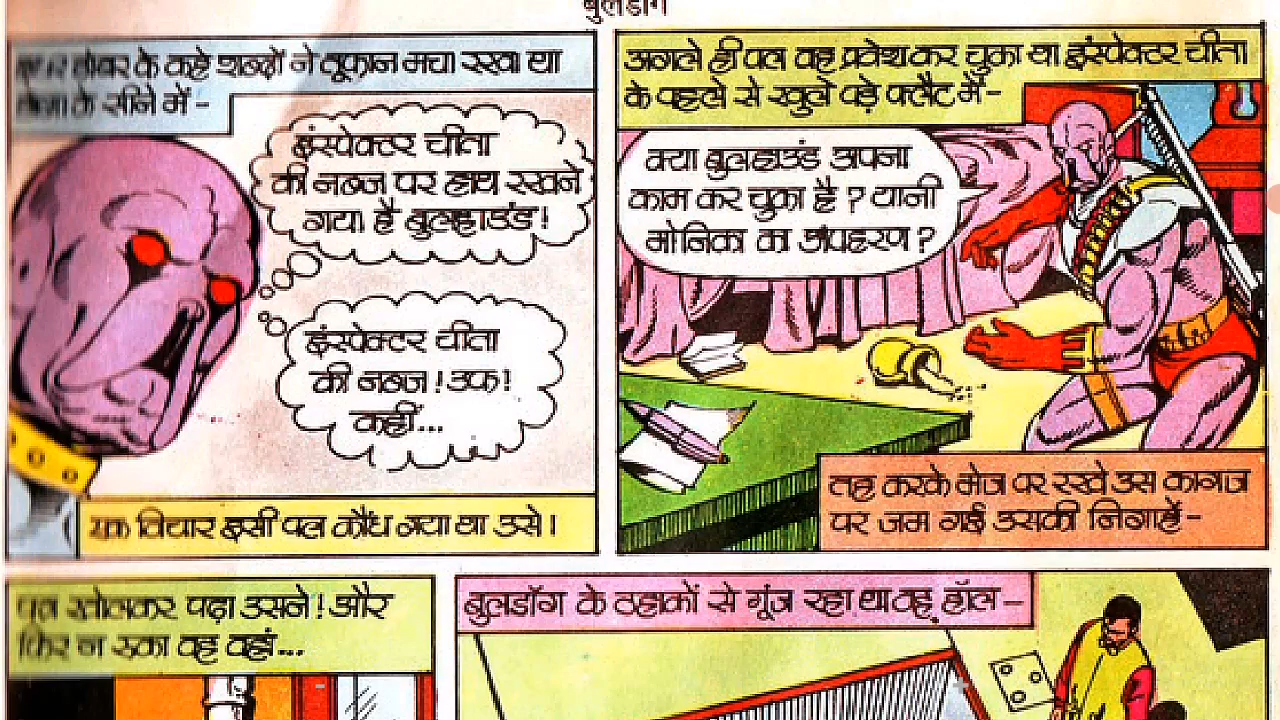 बुलडॉग
के कहे शब्दों ने तूफान मचा रखा था
के सीने में -
इंस्पेक्टर चीता
की नब्ज पर हाथ रखने
गया है बुलहाउंड!
इंस्पेक्टर चीता
की नब्ज! उफ!
कहीं...
एक विचार इसी पल कौंध गया था उसे।
अगले ही पल वह प्रवेश कर चुका था इंस्पेक्टर चीता
के पहले से खुले पड़े फ्लैट में-
क्या बुलहाउंड अपना
काम कर चुका है? यानी
मोनिका का अपहरण?
तह करके मेज पर रखे उस कागज
पर जम गई उसकी निगाहें-
खोलकर पढ़ा उसने! और
फिर न रुका वह वहां...
बुलडॉग के ठहाकों से गूंज रहा था वह हॉल-